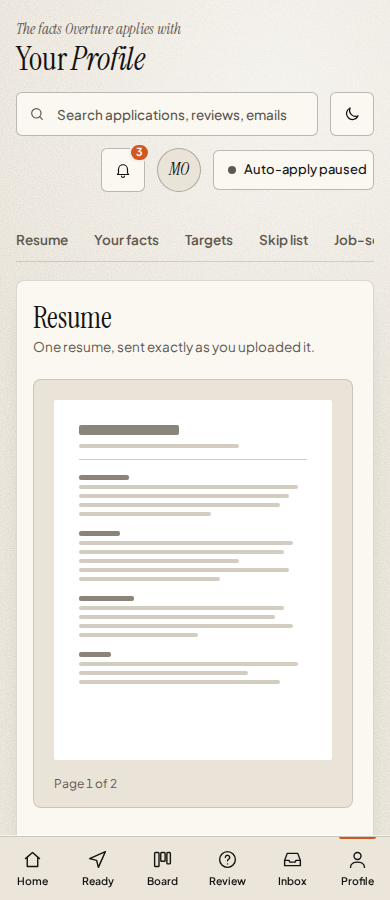 The facts Overture applies with
Your Profile
Search applications, reviews, emails
3
MO
Auto-apply paused
Resume
Your facts
Targets
Skip list
Job-s
Resume
One resume, sent exactly as you uploaded it.
Page 1 of 2
Home
Ready
Board
Review
Inbox
Profile